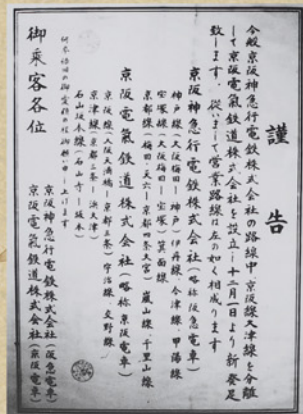 謹告
今般京阪神急行電鉄株式会社の路線中、京阪線大津線を分離
して京阪電氣鉄道株式会社を設立、十二月一日より新発足
致します。従いまして営業路線は左の如く相成ります
京阪神急行電鉄株式会社(略称阪急電車)
神戸線(大阪梅田―神戸)伊丹線 今津線 甲陽線
宝塚線(大阪梅田―宝塚)箕面線
京都線(梅田・天六―京都四条大宮)嵐山線・千里山線
京阪電氣鉄道株式会社(略称京阪電車)
京阪線(大阪天満橋―京都三条)宇治線、交野線
京津線(京都三条―浜大津)
石山坂本線(石山寺―坂本)
御乗客各位
京阪神急行電鉄株式会社(阪急電車)
京阪電氣鉄道株式会社(京阪電車)